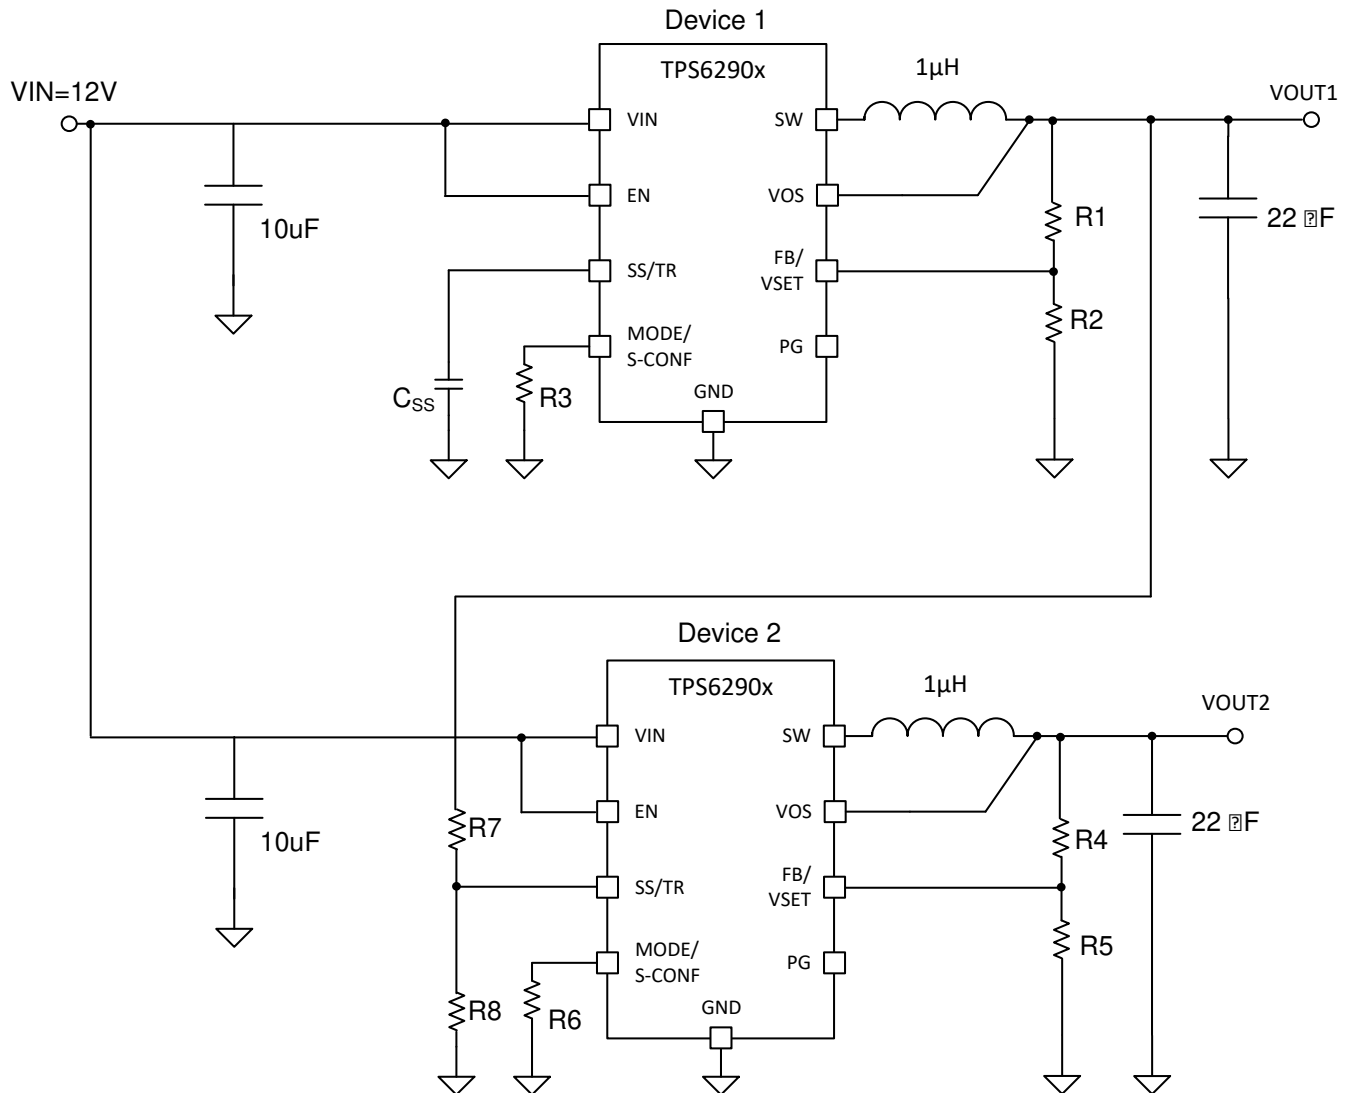 Device 1
TPS6290x
1µH
VIN=12V
VOUT1
VIN
SW
EN
VOS
10uF
R1
22 F
SS/TR
FB/
VSET
R2
MODE/
S-CONF
PG
CSS
R3
GND
Device 2
TPS6290x
1µH
VOUT2
VIN
SW
EN
VOS
10uF
R7
R4
22 F
SS/TR
FB/
VSET
R5
MODE/
S-CONF
PG
R8
R6
GND